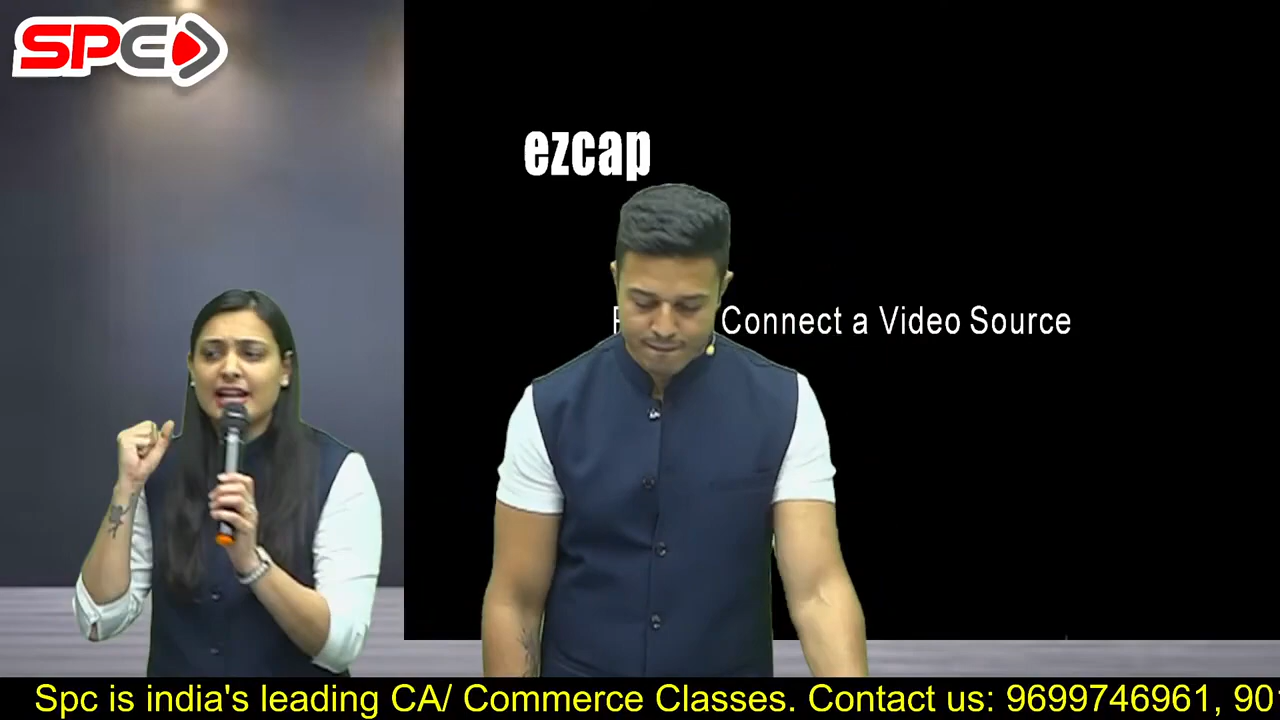 SPC
ezcap
Connect a Video Source
Spc is india's leading CA/ Commerce Classes. Contact us: 9699746961, 90